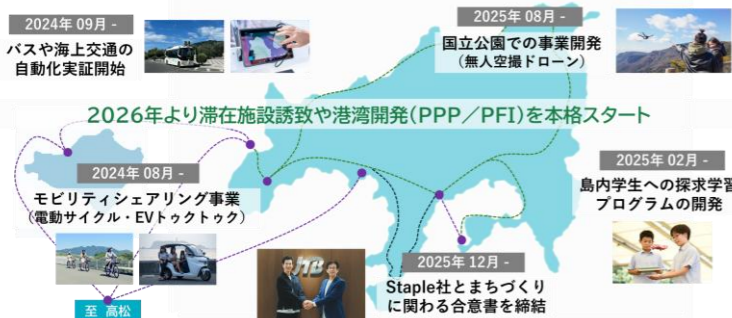 2024年09月 -
バスや海上交通の
自動化実証開始
2025年08月 -
国立公園での事業開発
(無人空撮ドローン)
2026年より滞在施設誘致や港湾開発(PPP/PFI)を本格スタート
2024年08月 -
モビリティシェアリング事業
(電動サイクル・EVトゥクトゥク)
2025年02月 -
島内学生への探求学習
プログラムの開発
JTB
2025年12月 -
Staple社とまちづくり
に関わる合意書を締結
至 高松